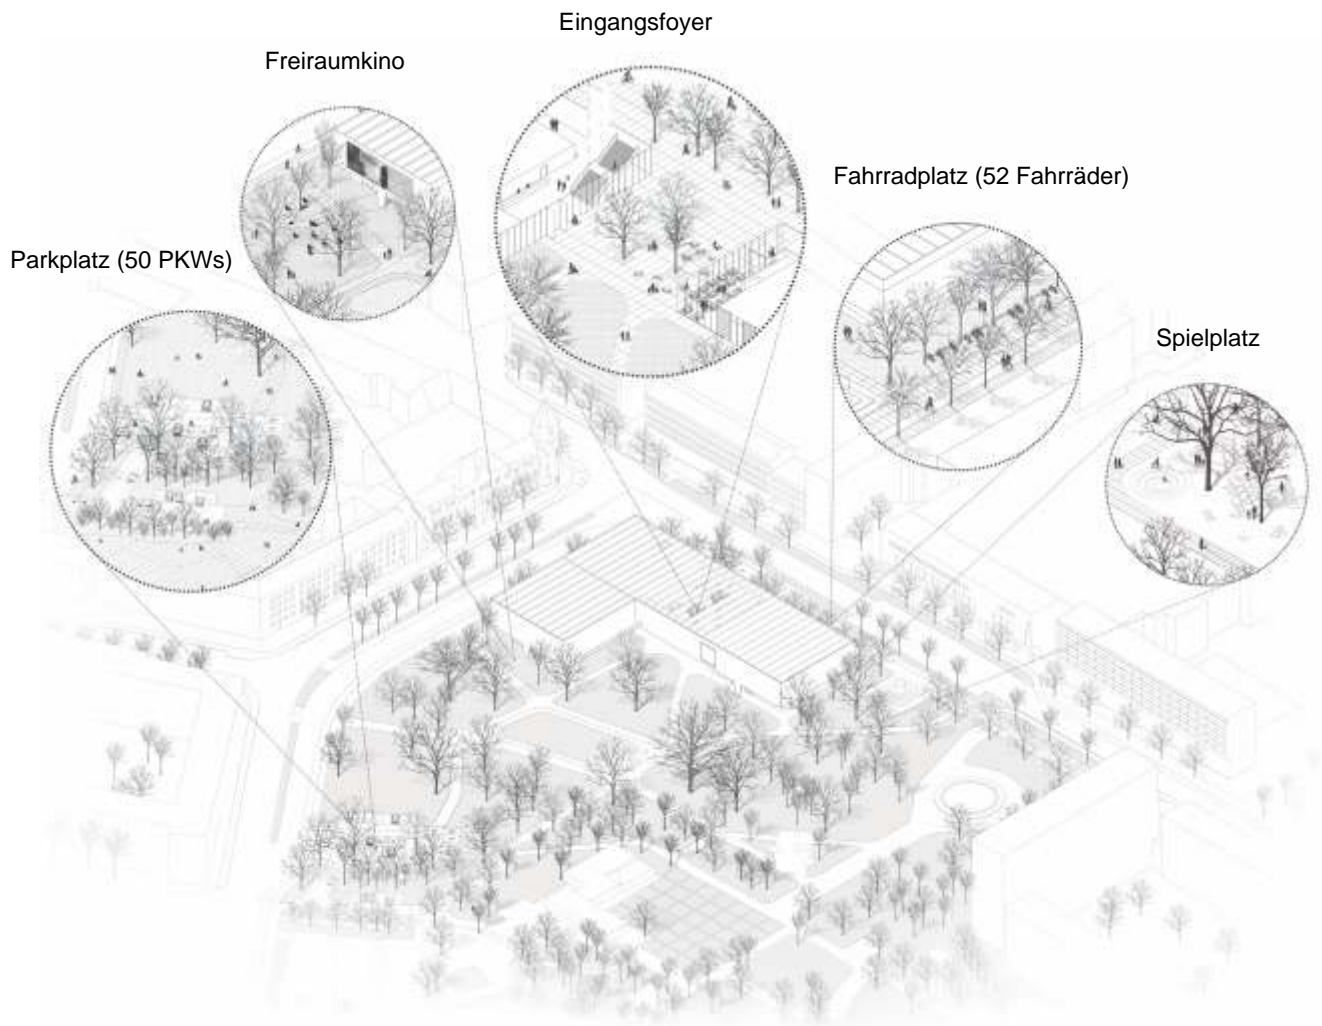 Eingangsfoyer
Freiraumkino
Fahrradplatz (52 Fahrräder)
Parkplatz (50 PKWs)
Spielplatz